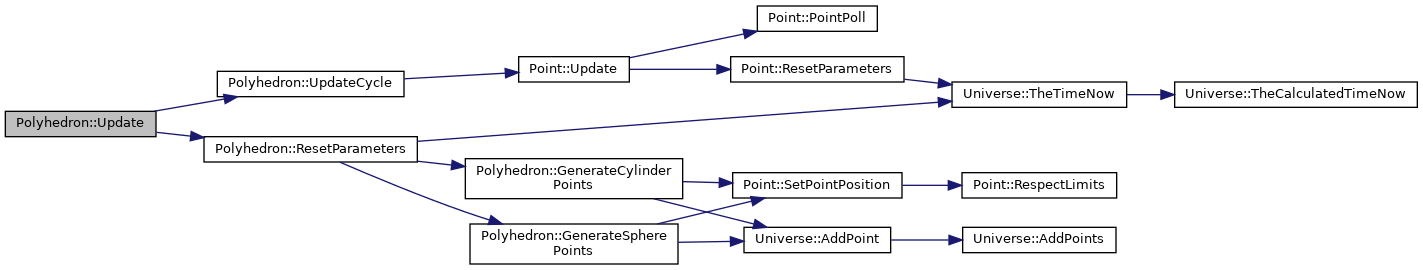 Point::PointPoll
Point::Update
Point::ResetParameters
Polyhedron::UpdateCycle
Universe::TheTimeNow
Universe::TheCalculatedTimeNow
Polyhedron::Update
Polyhedron::ResetParameters
Polyhedron::GenerateCylinder
Points
Point::SetPointPosition
Point::RespectLimits
Polyhedron::GenerateSphere
Points
Universe::AddPoint
Universe::AddPoints